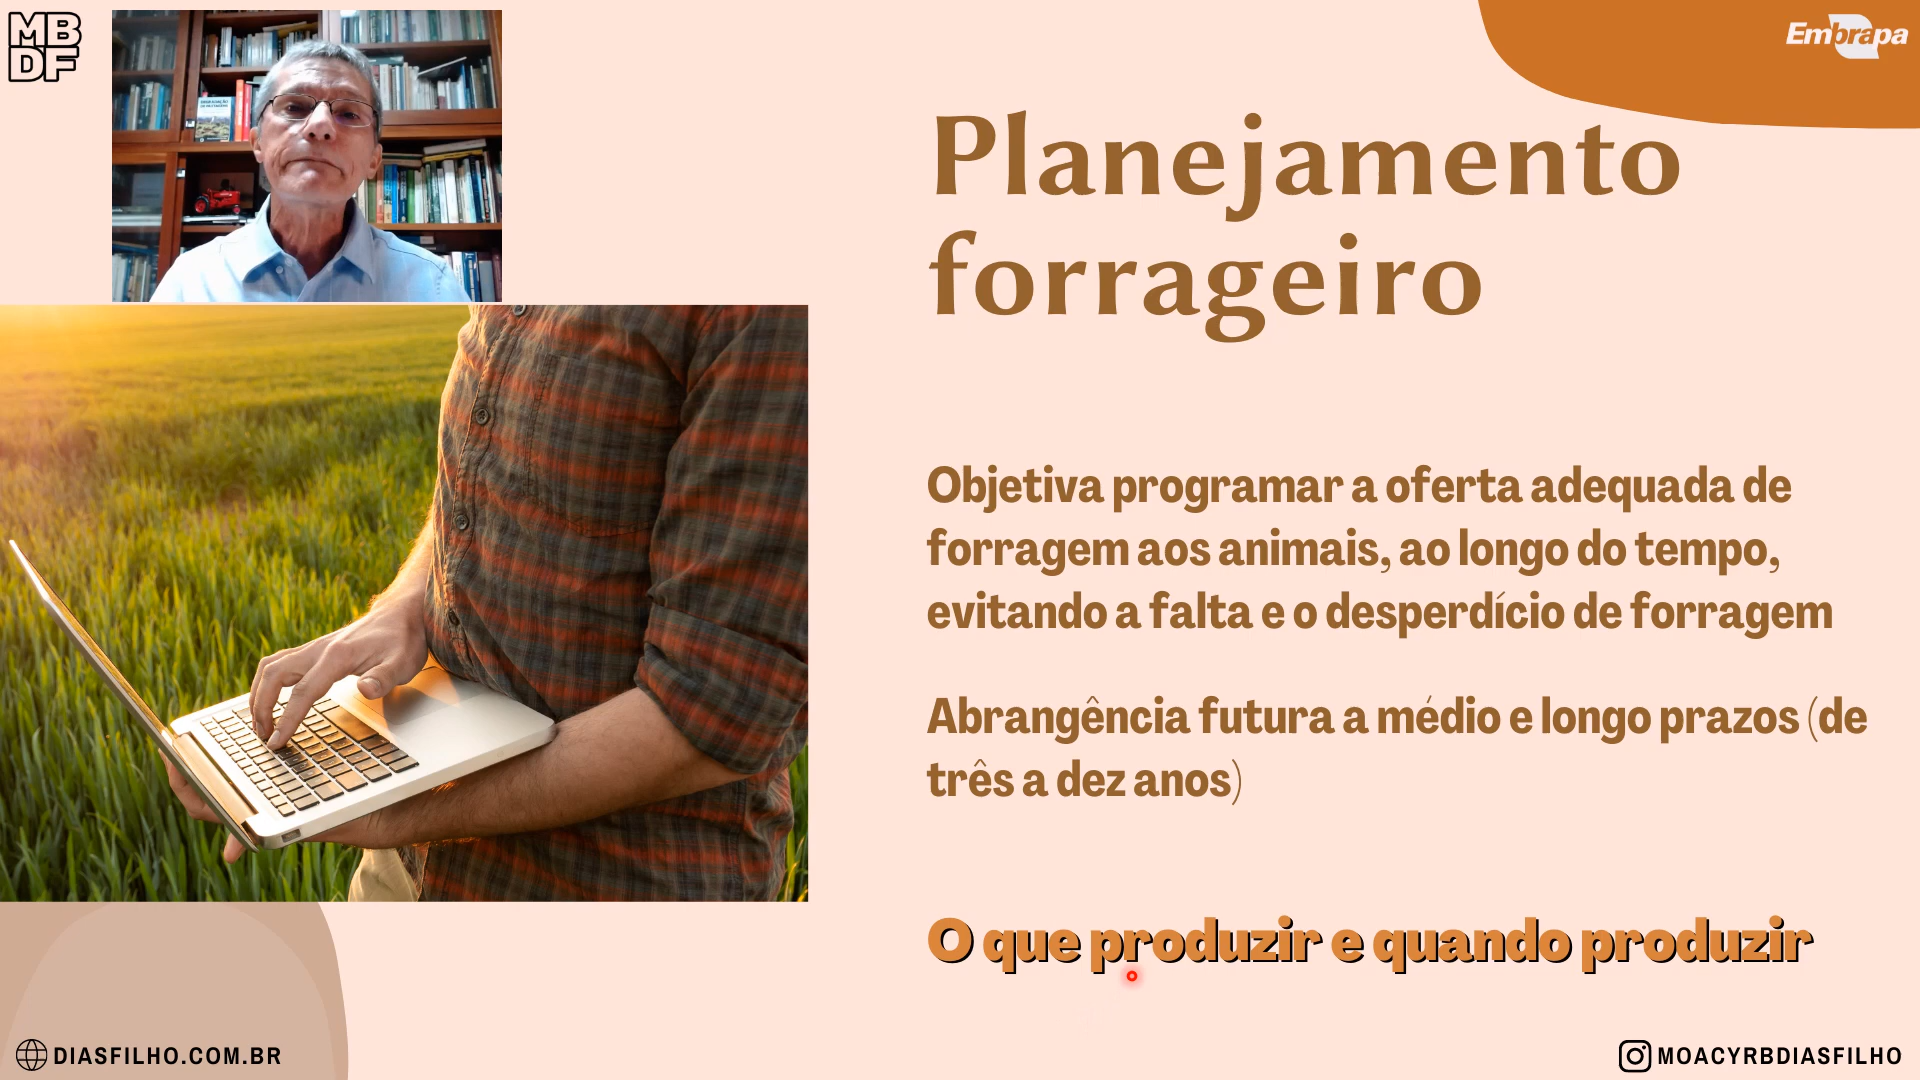 MB
DF
Embrapa
Planejamento
forrageiro
Objetiva programar a oferta adequada de
forragem aos animais, ao longo do tempo,
evitando a falta e o desperdício de forragem
Abrangência futura a médio e longo prazos (de
três a dez anos)
O que produzir e quando produzir
DIASFILHO.COM.BR
MOACYRBDIASFILHO